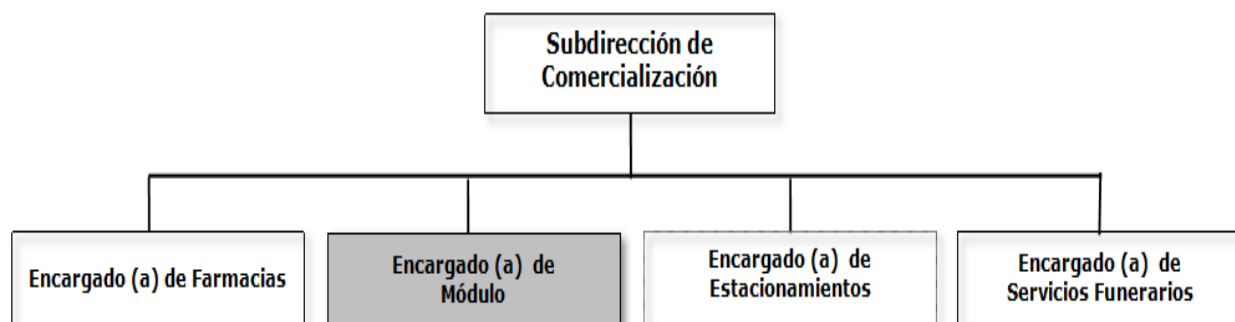 Subdirección de
Comercialización
Encargado (a) de Farmacias
Encargado (a) de
Módulo
Encargado (a) de
Estacionamientos
Encargado (a) de
Servicios Funerarios